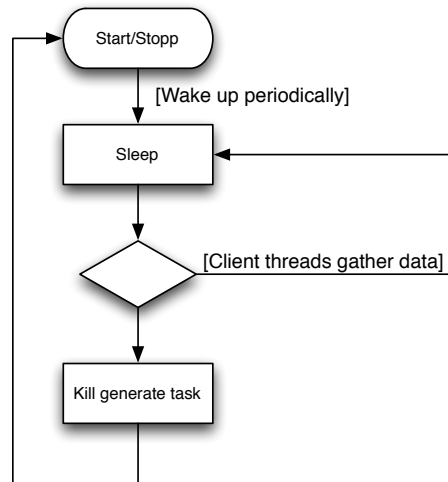 Start/Stopp
[Wake up periodically]
Sleep
[Client threads gather data]
Kill generate task